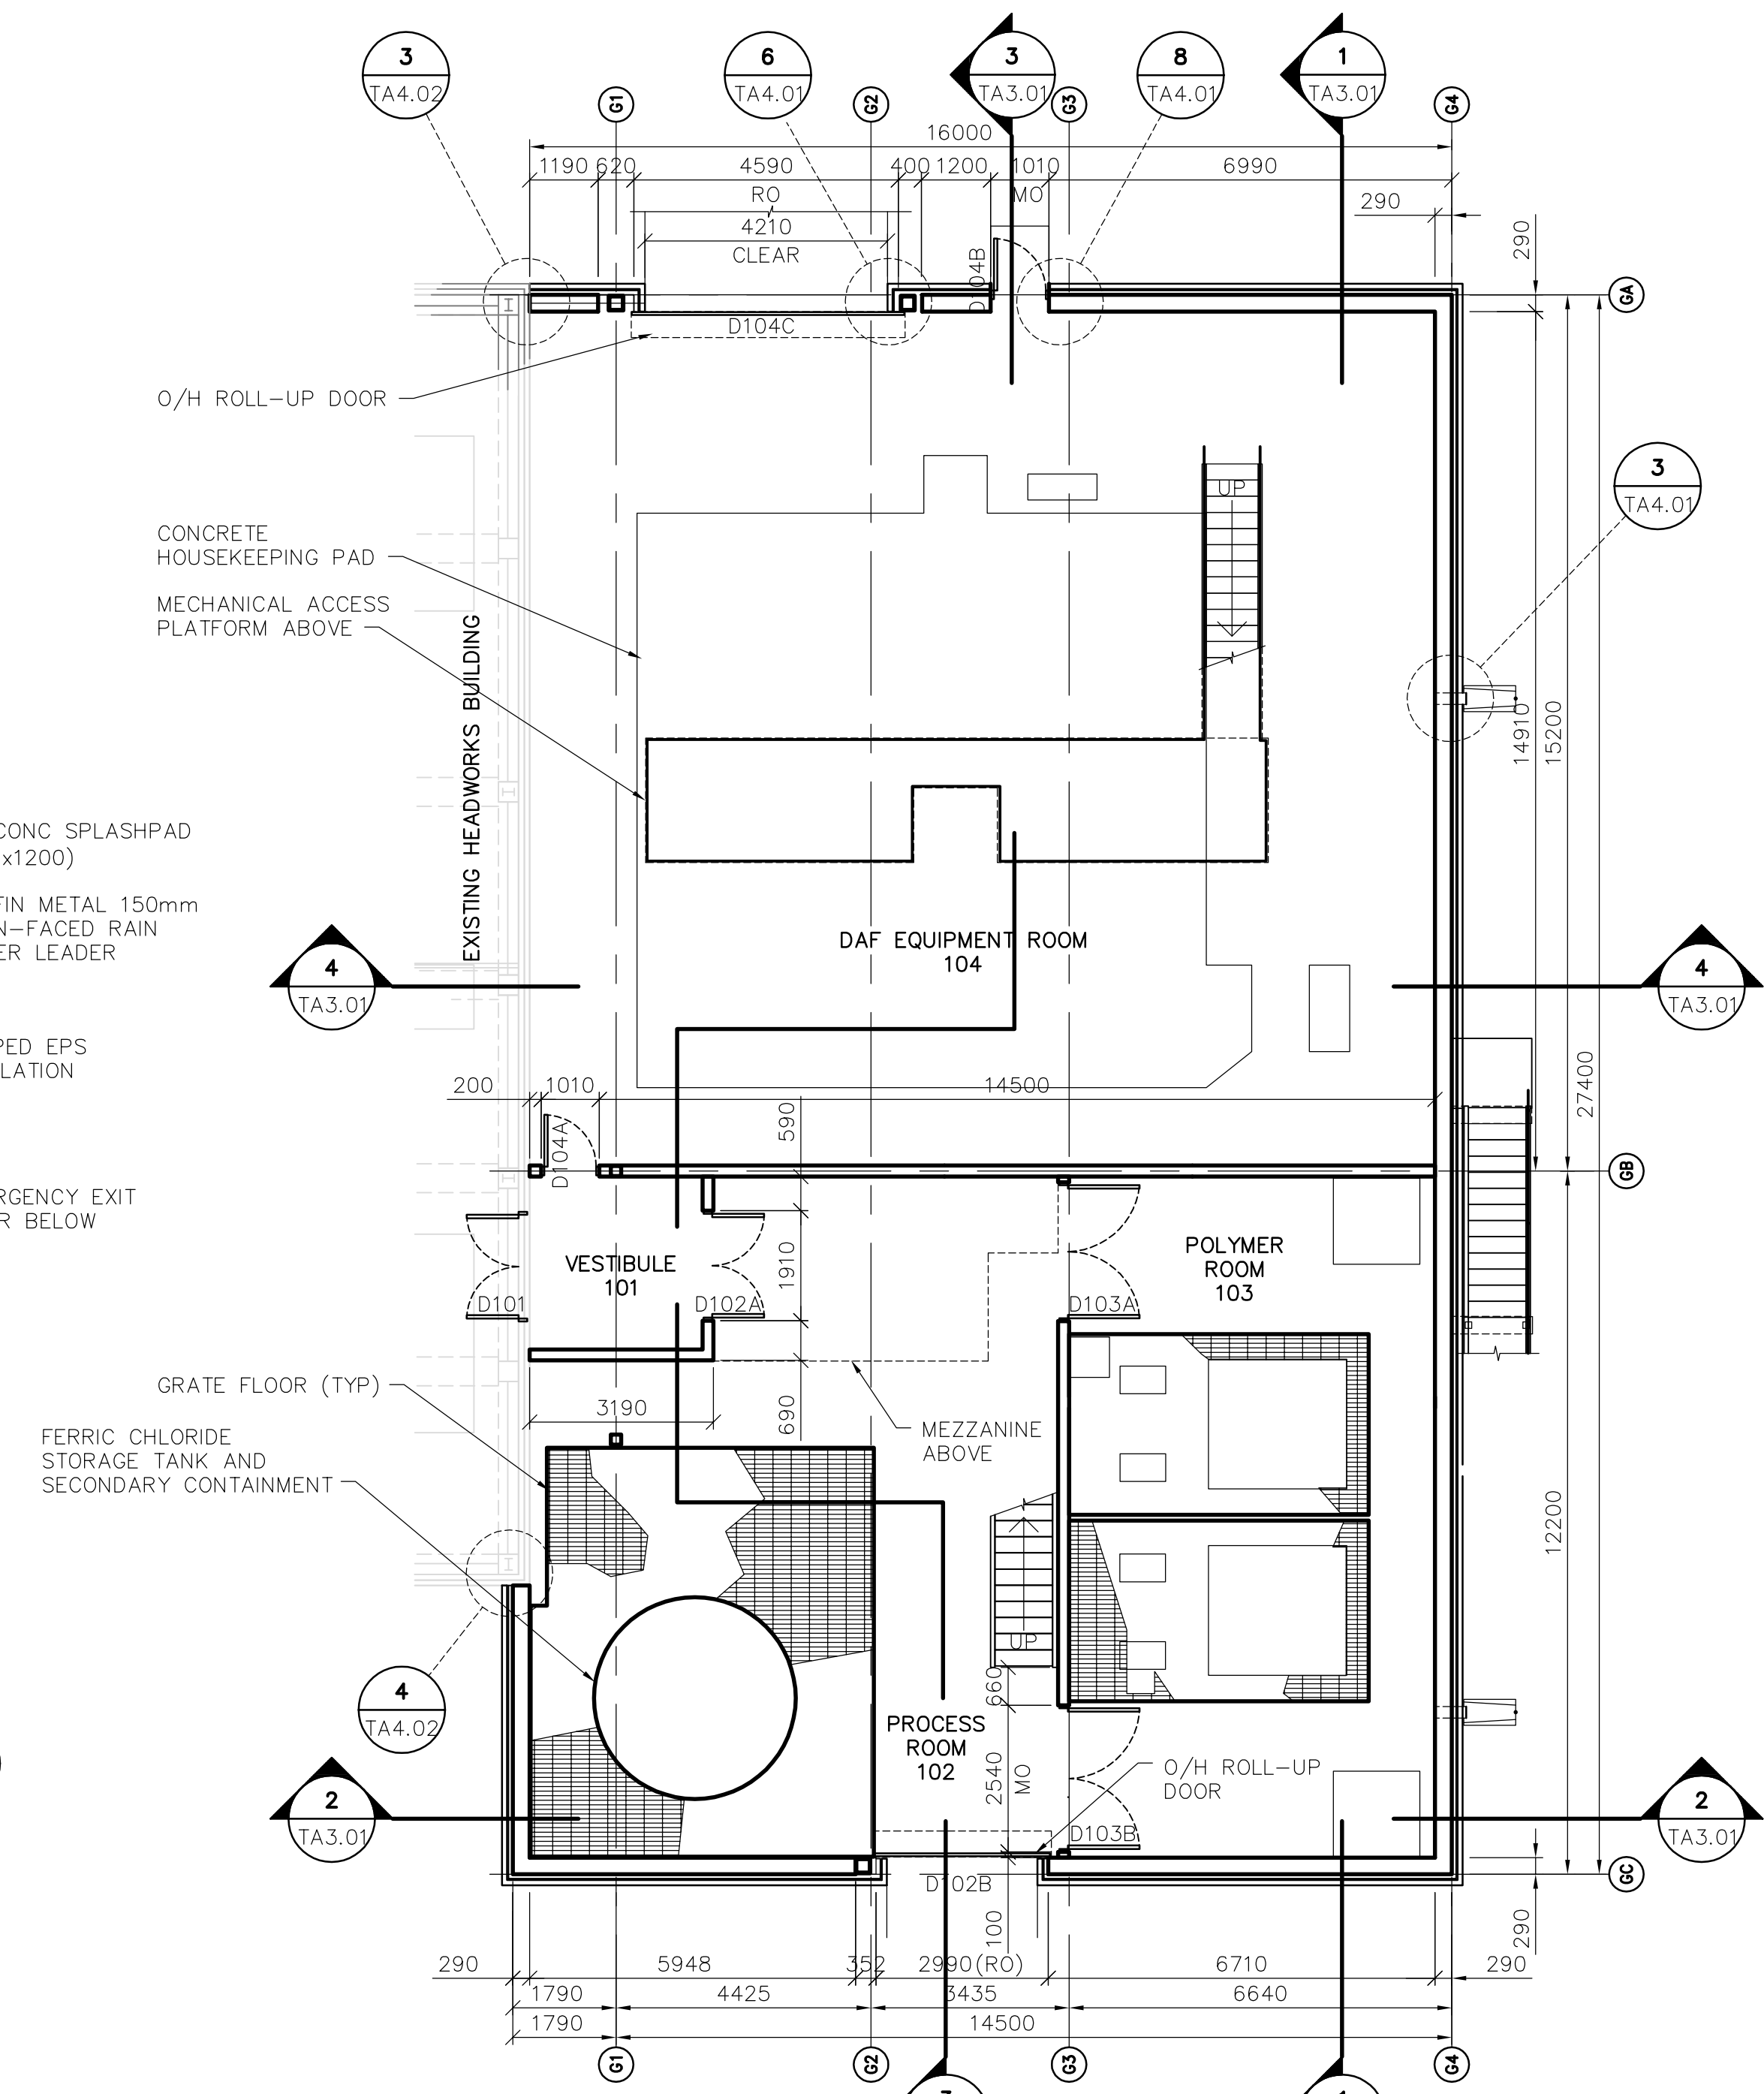 3
TA4.02
6
TA4.01
3
TA3.01
8
TA4.01
1
TA3.01
G1
G2
G3
G4
16000
1190
620
4590
400
1200
1010
6990
RO
MO
290
4210
CLEAR
290
D104B
GA
D104C
O/H ROLL-UP DOOR
3
TA4.01
UP
CONCRETE
HOUSEKEEPING PAD
MECHANICAL ACCESS
PLATFORM ABOVE
EXISTING HEADWORKS BUILDING
14910
15200
CONC SPLASHPAD
x1200)
FIN METAL 150mm
N-FACED RAIN
ER LEADER
DAF EQUIPMENT ROOM
104
4
TA3.01
4
TA3.01
PED EPS
LATION
200
1010
14500
27400
590
D104A
GB
RGENCY EXIT
R BELOW
VESTIBULE
101
1910
POLYMER
ROOM
103
D101
D102A
D103A
GRATE FLOOR (TYP)
3190
690
MEZZANINE
ABOVE
FERRIC CHLORIDE
STORAGE TANK AND
SECONDARY CONTAINMENT
12200
UP
660
4
TA4.02
PROCESS
ROOM
102
2540
MO
O/H ROLL-UP
DOOR
2
TA3.01
2
TA3.01
D103B
D102B
GC
100
290
290
5948
352
2990(RO)
6710
290
1790
4425
3435
6640
1790
14500
G1
G2
G3
G4